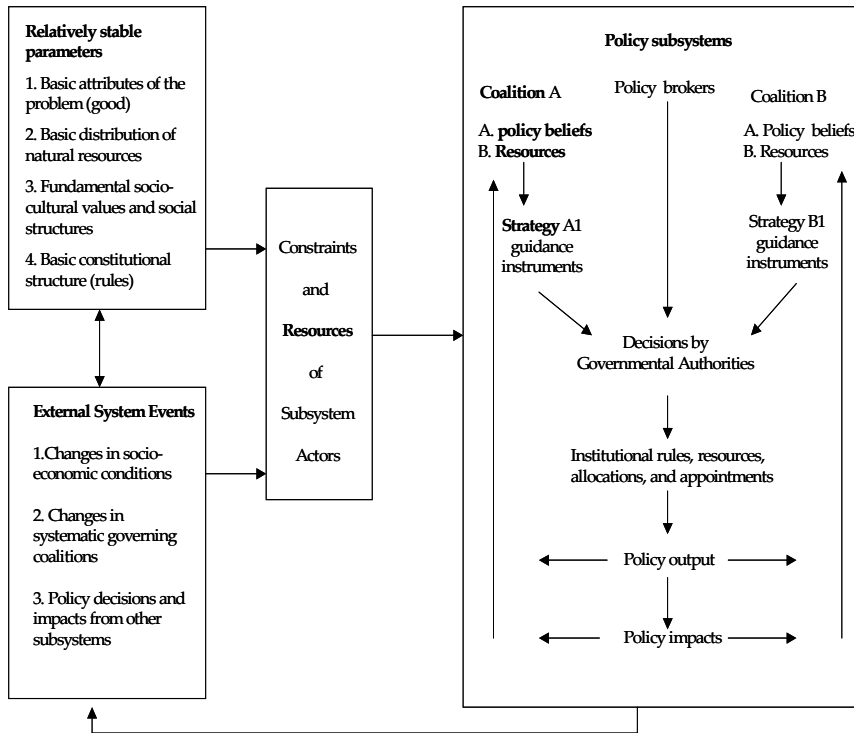 Relatively stable
parameters
1. Basic attributes of the
problem (good)
2. Basic distribution of
natural resources
3. Fundamental socio-
cultural values and social
structures
4. Basic constitutional
structure (rules)
External System Events
1.Changes in socio-
economic conditions
2. Changes in
systematic governing
coalitions
3. Policy decisions and
impacts from other
subsystems
Constraints
and
Resources
of
Subsystem
Actors
Policy subsystems
Coalition A
A. policy beliefs
B. Resources
Strategy A1
guidance
instruments
Policy brokers
Coalition B
A. Policy beliefs
B. Resources
Strategy B1
guidance
instruments
Decisions by
Governmental Authorities
Institutional rules, resources,
allocations, and appointments
Policy output
Policy impacts